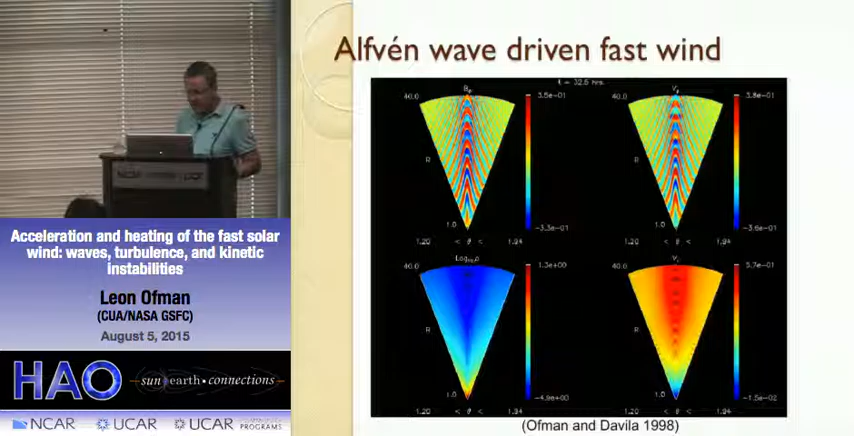 Alfvén wave driven fast wind
t = 32.6 hrs.
40.0
3.5e-01
R
1.0
-3.3e-01
1.20 < θ < 1.94
40.0
3.8e-01
R
1.0
-3.6e-01
1.20 < θ < 1.94
40.0
1.3e+00
R
1.0
-4.9e+00
1.20 < θ < 1.94
40.0
5.7e-01
R
1.0
-1.5e-02
1.20 < θ < 1.94
(Ofman and Davila 1998)
Acceleration and heating of the fast solar
wind: waves, turbulence, and kinetic
instabilities
Leon Ofman
(CUA/NASA GSFC)
August 5, 2015
HAO
sun earth • connections
NCAR
UCAR
UCAR
PROGRAMS